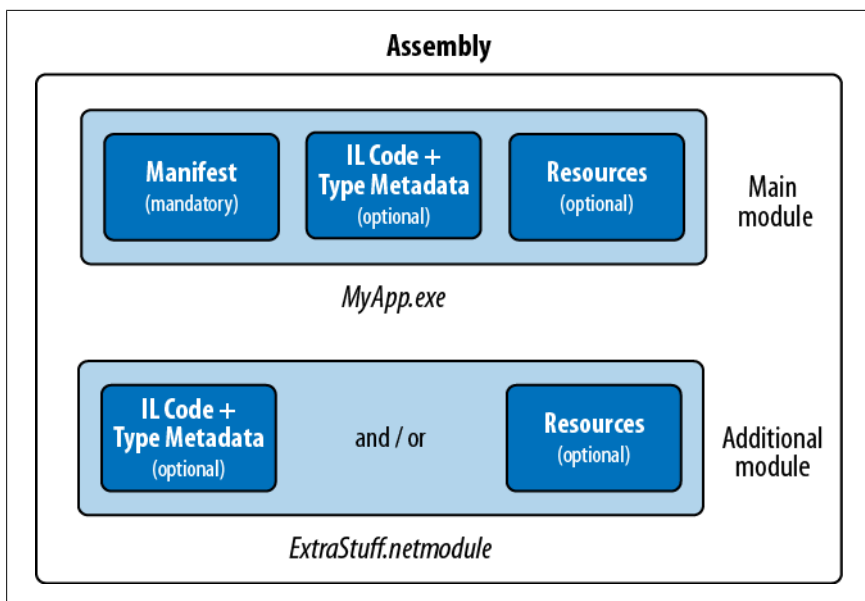 Assembly
Manifest
(mandatory)
IL Code +
Type Metadata
(optional)
Resources
(optional)
Main
module
MyApp.exe
IL Code +
Type Metadata
(optional)
and / or
Resources
(optional)
Additional
module
ExtraStuff.netmodule